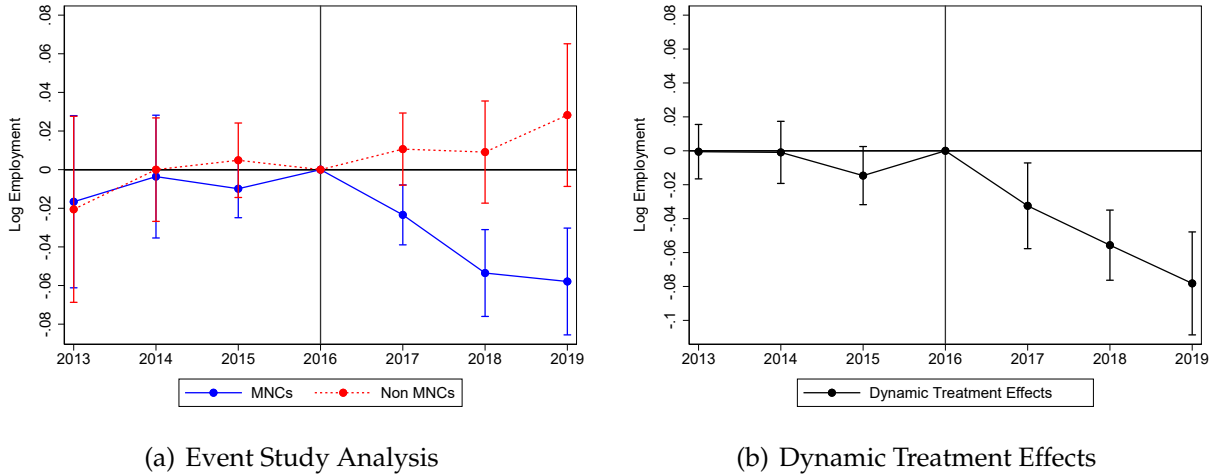 .08
.06
.04
.02
0
-.02
-.04
-.06
-.08
Log Employment
2013 2014 2015 2016 2017 2018 2019
MNCs Non MNCs
(a) Event Study Analysis
.08
.06
.04
.02
0
-.02
-.04
-.06
-.08
-.1
Log Employment
2013 2014 2015 2016 2017 2018 2019
Dynamic Treatment Effects
(b) Dynamic Treatment Effects